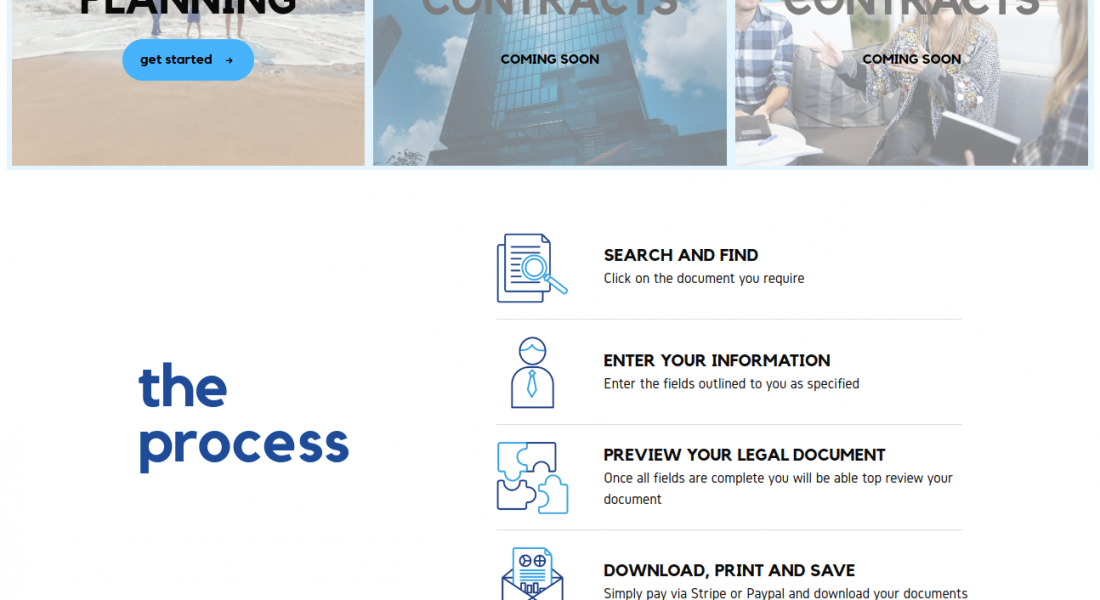 PLANNING
CONTRACTS
CONTRACTS
get started →
COMING SOON
COMING SOON
the
process
SEARCH AND FIND
Click on the document you require
ENTER YOUR INFORMATION
Enter the fields outlined to you as specified
PREVIEW YOUR LEGAL DOCUMENT
Once all fields are complete you will be able top review your
document
DOWNLOAD, PRINT AND SAVE
Simply pay via Stripe or Paypal and download your documents